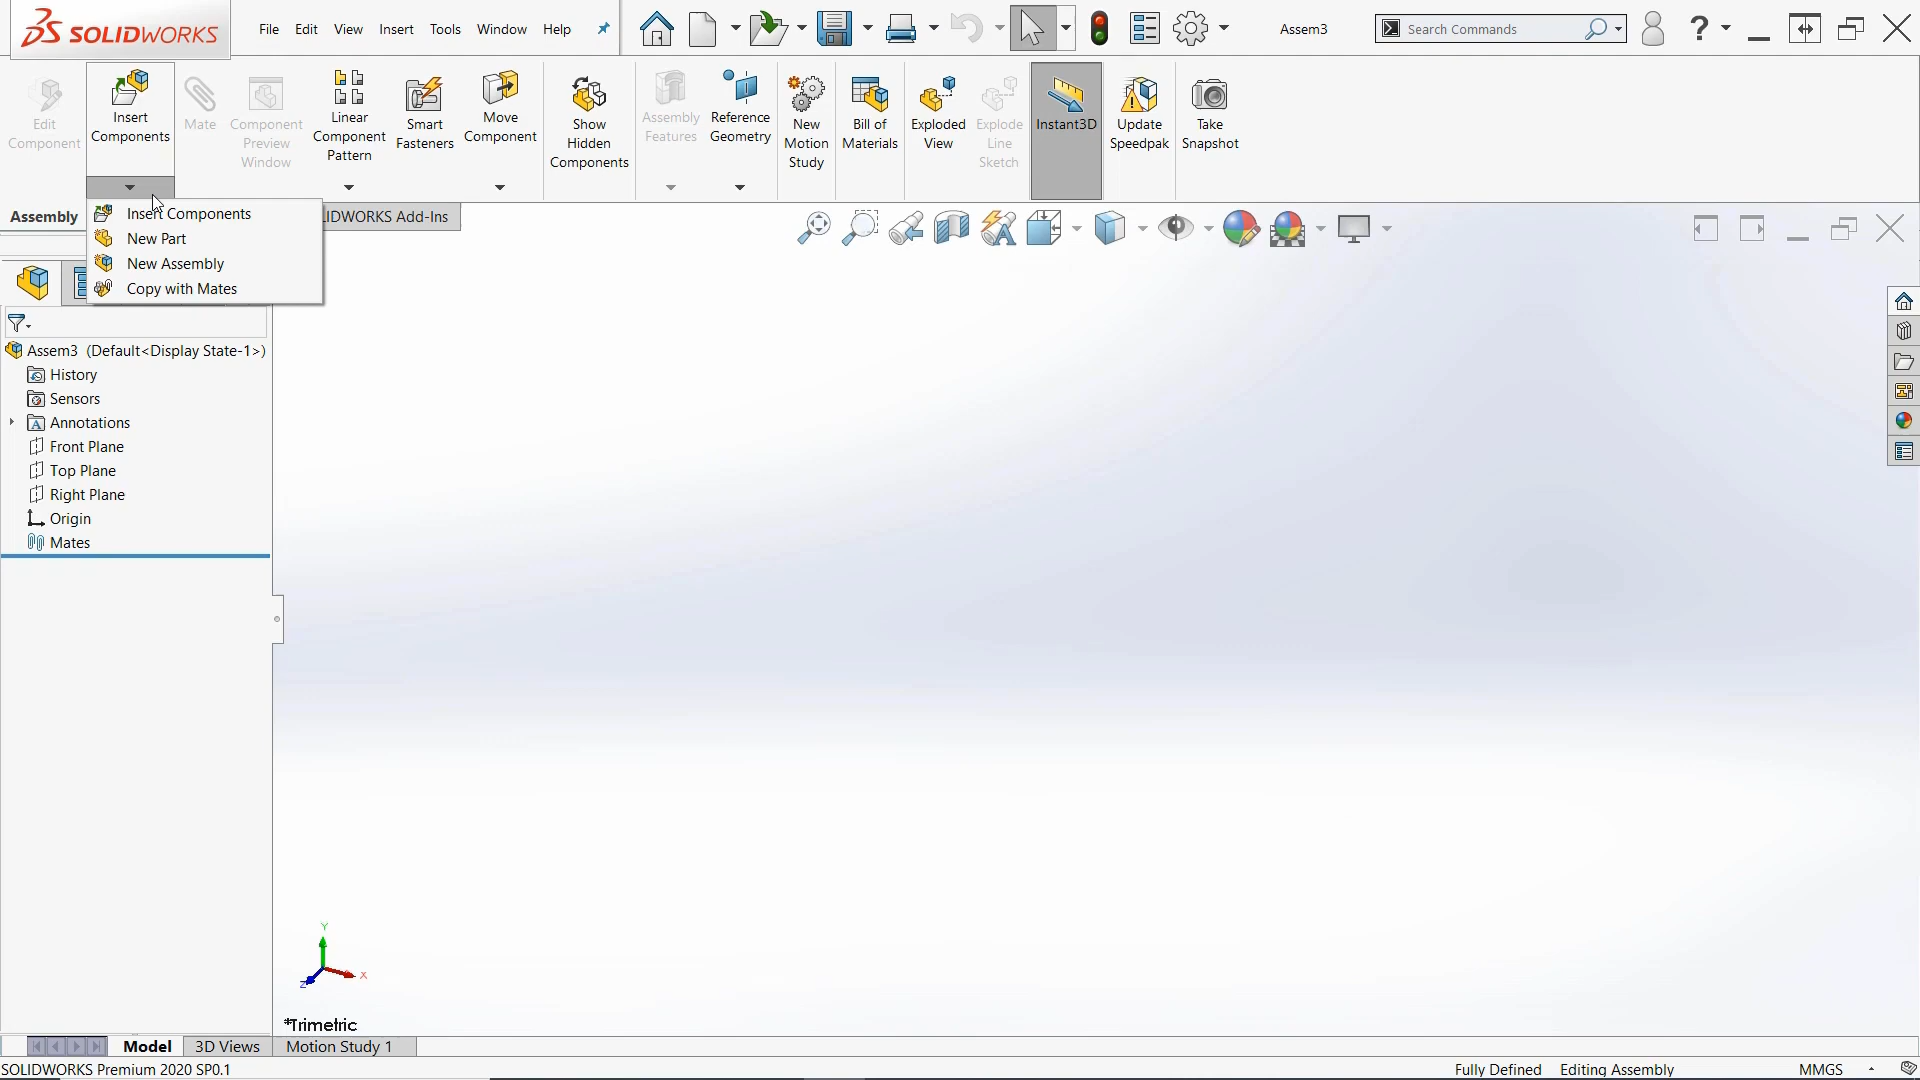 SOLIDWORKS
File Edit View Insert Tools Window Help
Assem3
Search Commands
?
Edit Component
Insert Components
Mate
Component Preview Window
Linear Component Pattern
Smart Fasteners
Move Component
Show Hidden Components
Assembly Features
Reference Geometry
New Motion Study
Bill of Materials
Exploded View
Explode Line Sketch
Instant3D
Update Speedpak
Take Snapshot
Assembly
LIDWORKS Add-Ins
Insert Components
New Part
New Assembly
Copy with Mates
Assem3 (Default<Display State-1>)
History
Sensors
Annotations
Front Plane
Top Plane
Right Plane
Origin
Mates
Y
X
Z
*Trimetric
Model 3D Views Motion Study 1
SOLIDWORKS Premium 2020 SP0.1 Fully Defined Editing Assembly MMGS